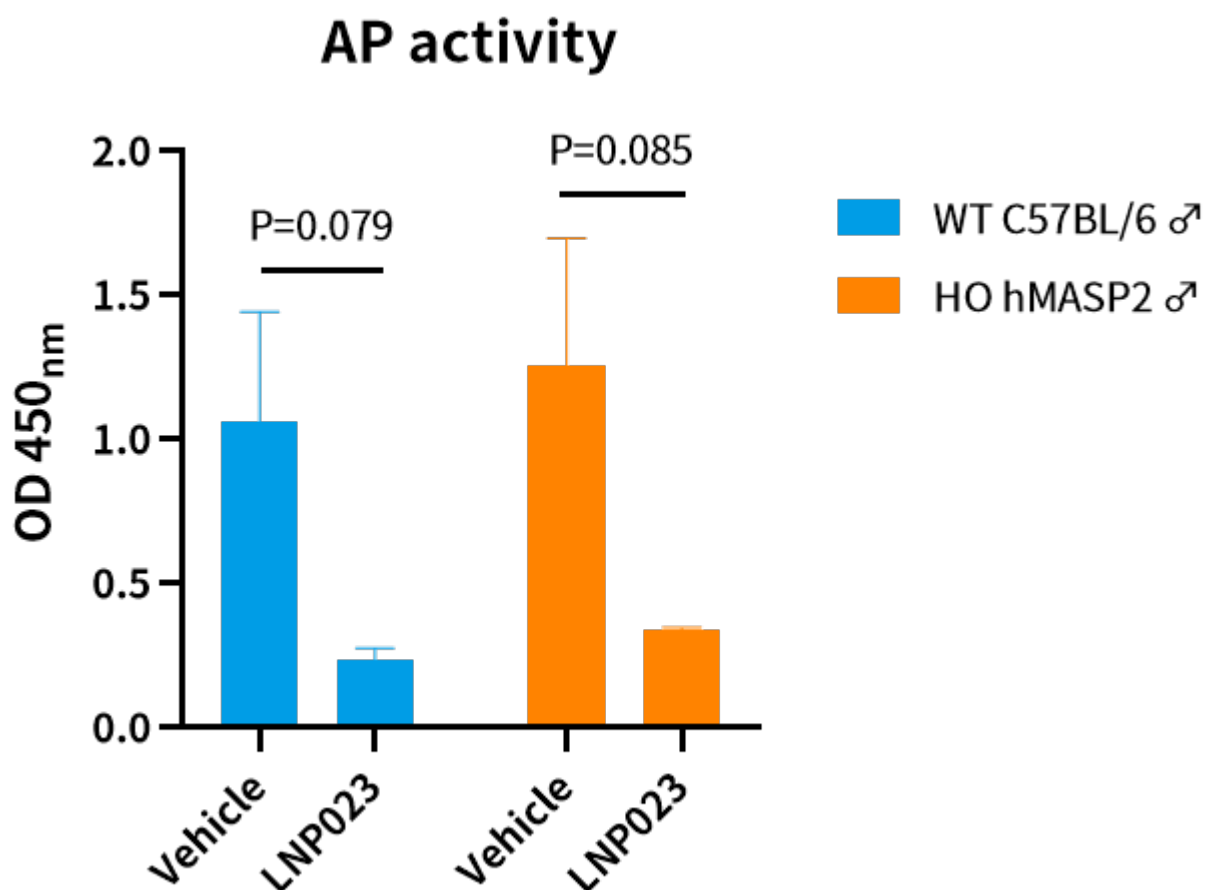 AP activity
2.0
1.5
1.0
0.5
0.0
OD 450nm
P=0.079
P=0.085
Vehicle
LNP023
Vehicle
LNP023
WT C57BL/6 ♂
HO hMASP2 ♂